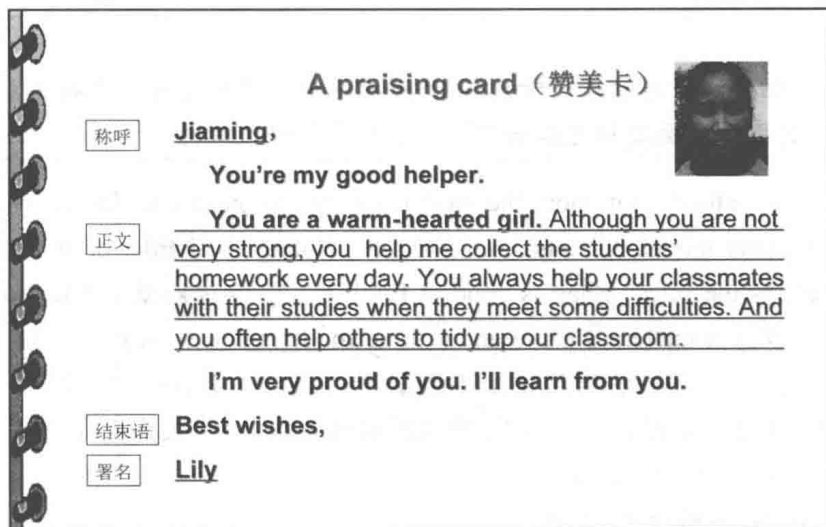 A praising card（赞美卡）
称呼 Jiaming，
You're my good helper.
You are a warm-hearted girl. Although you are not
正文 very strong, you help me collect the students'
homework every day. You always help your classmates
with their studies when they meet some difficulties. And
you often help others to tidy up our classroom.
I'm very proud of you. I'll learn from you.
结束语 Best wishes,
署名 Lily